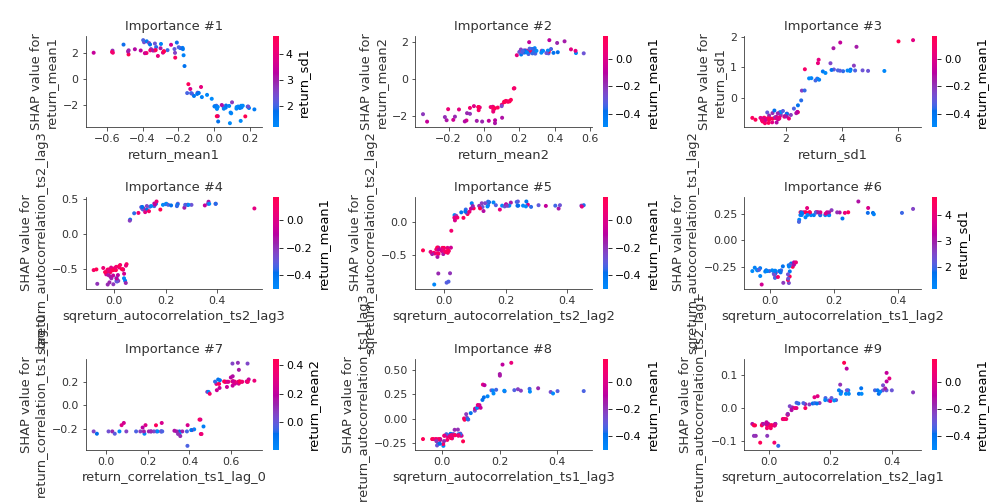 Importance #1
SHAP value for
return_mean1
2
0
−2
−0.6
−0.4
−0.2
0.0
0.2
return_mean1
4
3
2
return_sd1
Importance #2
SHAP value for
return_mean2
2
0
−2
−0.2
0.0
0.2
0.4
0.6
return_mean2
0.0
−0.2
−0.4
return_mean1
Importance #3
SHAP value for
return_sd1
2
1
0
2
4
6
return_sd1
0.0
−0.2
−0.4
return_mean1
Importance #4
SHAP value for
sqreturn_autocorrelation_ts2_lag3
0.5
0.0
−0.5
0.0
0.2
0.4
sqreturn_autocorrelation_ts2_lag3
0.0
−0.2
−0.4
return_mean1
Importance #5
SHAP value for
sqreturn_autocorrelation_ts2_lag2
0.0
−0.5
0.0
0.2
0.4
sqreturn_autocorrelation_ts2_lag2
0.0
−0.2
−0.4
return_mean1
Importance #6
SHAP value for
sqreturn_autocorrelation_ts1_lag2
0.25
0.00
−0.25
0.0
0.2
0.4
sqreturn_autocorrelation_ts1_lag2
4
3
2
return_sd1
Importance #7
SHAP value for
return_correlation_ts1_lag_0
0.2
0.0
−0.2
0.0
0.2
0.4
0.6
return_correlation_ts1_lag_0
0.4
0.2
0.0
return_mean2
Importance #8
SHAP value for
sqreturn_autocorrelation_ts1_lag3
0.50
0.25
0.00
−0.25
0.0
0.2
0.4
sqreturn_autocorrelation_ts1_lag3
0.0
−0.2
−0.4
return_mean1
Importance #9
SHAP value for
sqreturn_autocorrelation_ts2_lag1
0.1
0.0
−0.1
0.0
0.2
0.4
sqreturn_autocorrelation_ts2_lag1
0.0
−0.2
−0.4
return_mean1